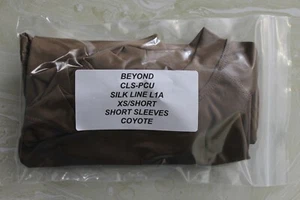 BEYOND
CLS-PCU
SILK LINE L1A
XS/SHORT
SHORT SLEEVES
COYOTE